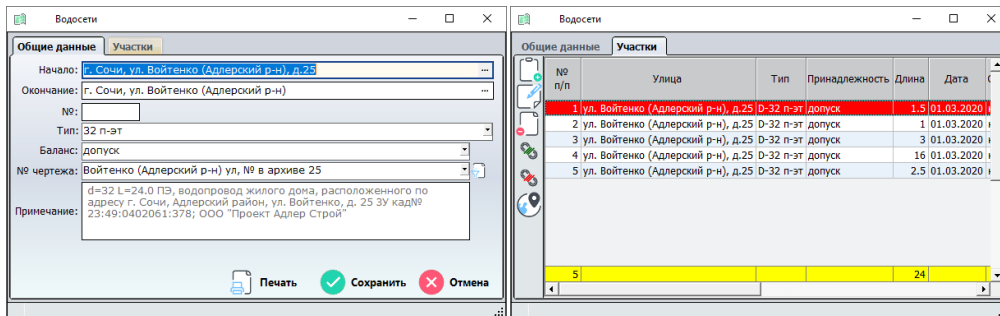 Водосети
Общие данные Участки
Начало: г. Сочи, ул. Войтенко (Адлерский р-н), д.25 ...
Окончание: г. Сочи, ул. Войтенко (Адлерский р-н) ...
№:
Тип: 32 п-эт
Баланс: допуск
№ чертежа: Войтенко (Адлерский р-н) ул, № в архиве 25
Примечание: d=32 L=24.0 ПЭ, водопровод жилого дома, расположенного по
адресу г. Сочи, Адлерский район, ул. Войтенко, д. 25 ЗУ кад№
23:49:0402061:378; ООО "Проект Адлер Строй"
Печать Сохранить Отмена
Водосети
Общие данные Участки
№ п/п Улица Тип Принадлежность Длина Дата
1 ул. Войтенко (Адлерский р-н), д.25 D-32 п-эт допуск 1.5 01.03.2020
2 ул. Войтенко (Адлерский р-н), д.25 D-32 п-эт допуск 1 01.03.2020
3 ул. Войтенко (Адлерский р-н), д.25 D-32 п-эт допуск 3 01.03.2020
4 ул. Войтенко (Адлерский р-н), д.25 D-32 п-эт допуск 16 01.03.2020
5 ул. Войтенко (Адлерский р-н), д.25 D-32 п-эт допуск 2.5 01.03.2020
5 24